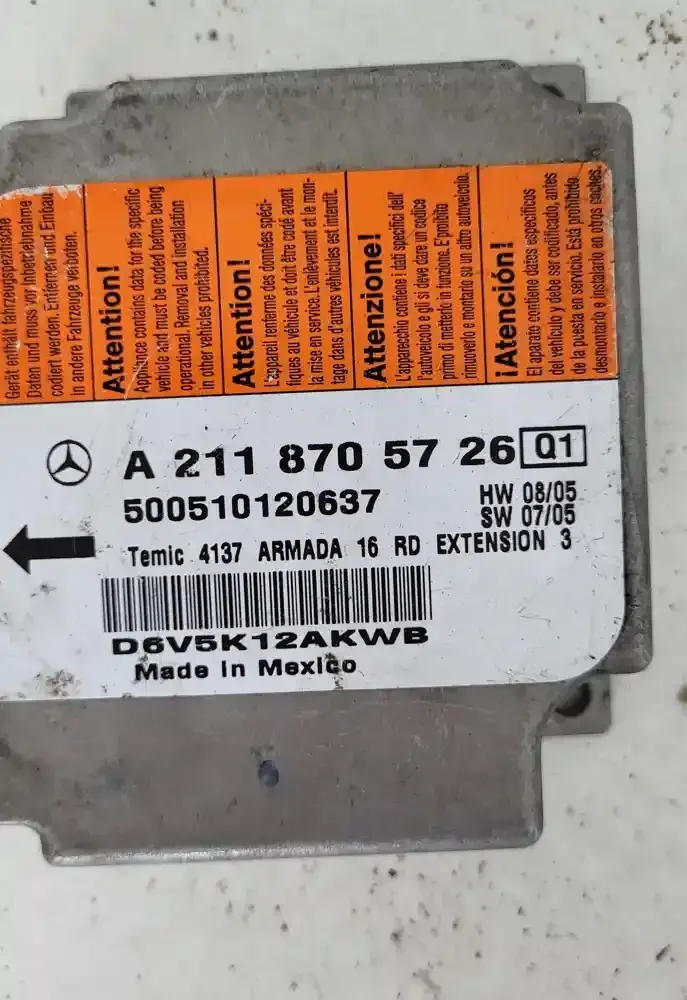 Gerät enthält fahrzeugspezifische
Daten und muss vor Inbetriebnahme
codiert werden. Entfernen und Einbau
in andere Fahrzeuge verboten.
Attention!
Appliance contains data for the specific
vehicle and must be coded before being
operational. Removal and installation
in other vehicles prohibited.
Attention!
L'appareil renferme des données spéci-
fiques au véhicule et doit être codé avant
la mise en service. L'enlèvement et le mon-
tage dans d'autres véhicules est interdit.
Attenzione!
L'apparecchio contiene i dati specifici dell'
l'autoveicolo e gli si deve dare un codice
primo di metterlo in funzione. E'proibito
rimuoverlo e montarlo su un altro autoveicolo.
¡Atención!
El aparato contiene datos específicos
del vehículo y debe ser codificado, antes
de la puesta en servicio. Está prohibido
desmontarlo e instalarlo en otros coches.
A 211 870 57 26 Q1
500510120637
HW 08/05
SW 07/05
Temic 4137 ARMADA 16 RD EXTENSION 3
D6V5K12AKWB
Made in Mexico